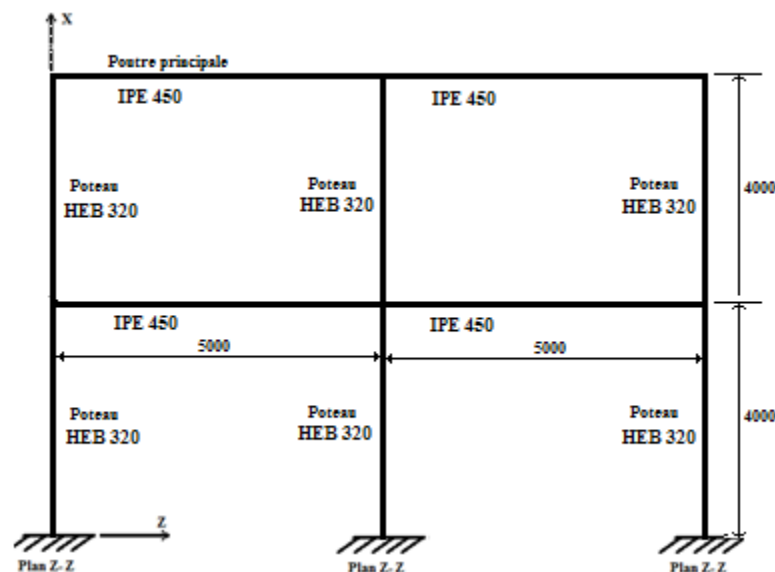 X
Poutre principale
IPE 450
IPE 450
Poteau
HEB 320
Poteau
HEB 320
Poteau
HEB 320
4000
IPE 450
IPE 450
5000
5000
Poteau
HEB 320
Poteau
HEB 320
Poteau
HEB 320
4000
Z
Plan Z-Z
Plan Z-Z
Plan Z-Z